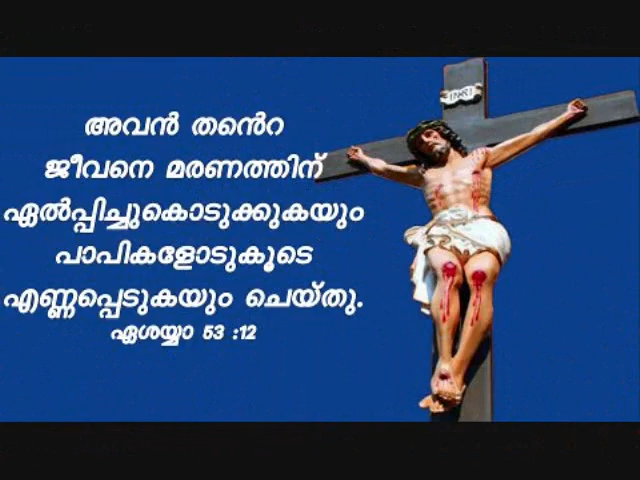 അവൻ തൻെറ
ജീവനെ മരണത്തിന്
ഏൽപ്പിച്ചുകൊടുക്കുകയും
പാപികളോടുകൂടെ
എണ്ണപ്പെടുകയും ചെയ്തു.
ഏശയ്യാ 53 :12
INRI